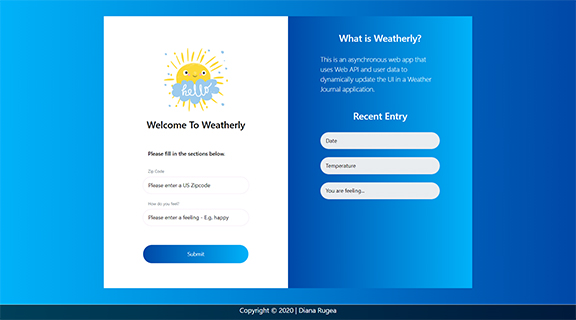 hello
Welcome To Weatherly
Please fill in the sections below.
Zip Code
Please enter a US Zipcode
How do you feel?
Please enter a feeling - E.g. happy
Submit
What is Weatherly?
This is an asynchronous web app that
uses Web API and user data to
dynamically update the UI in a Weather
Journal application.
Recent Entry
Date
Temperature
You are feeling...
Copyright © 2020 | Diana Rugea